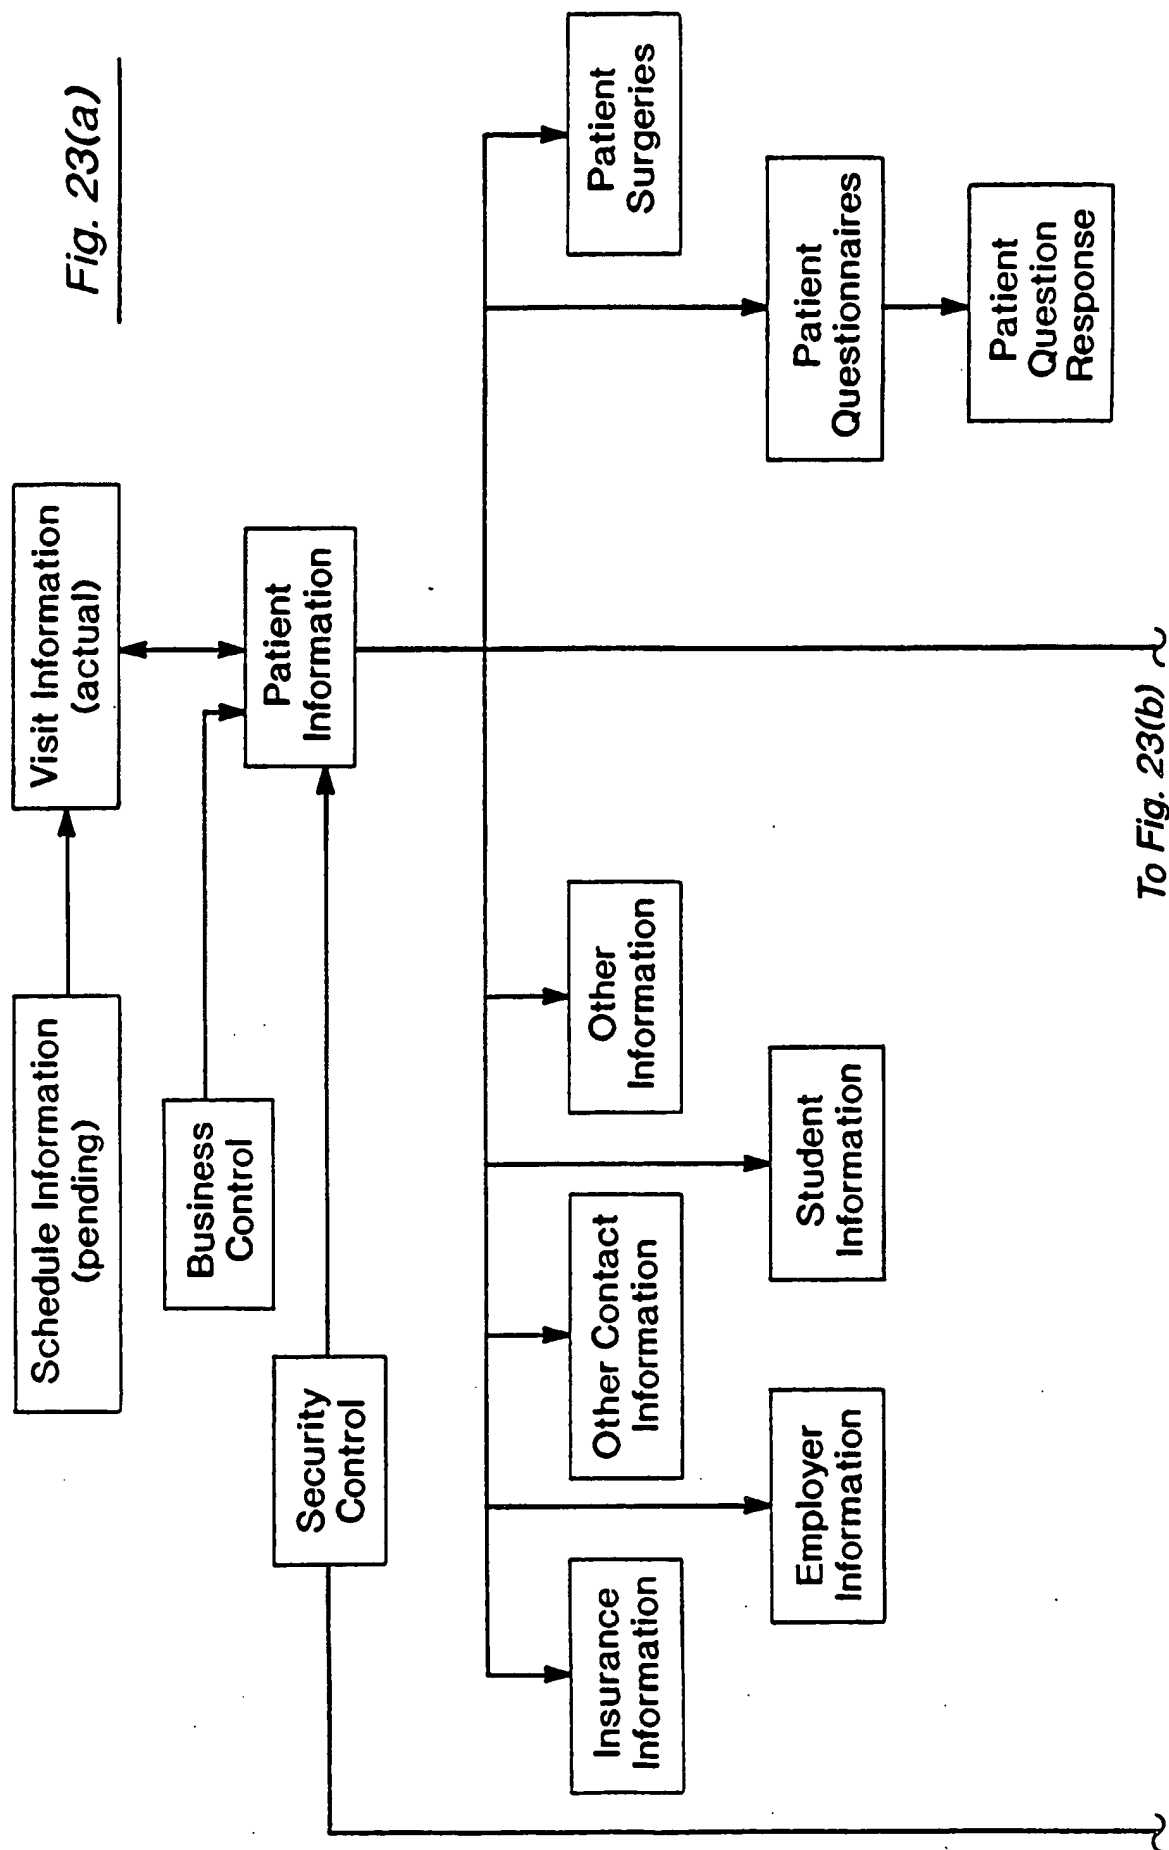 Fig. 23(a)
Schedule Information
(pending)
Visit Information
(actual)
Business
Control
Patient
Information
Security
Control
Insurance
Information
Other Contact
Information
Other
Information
Patient
Surgeries
Employer
Information
Student
Information
Patient
Questionnaires
Patient
Question
Response
To Fig. 23(b)